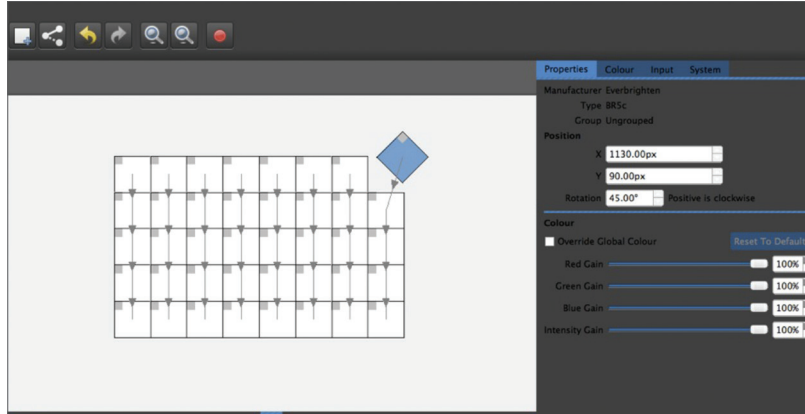 Properties Colour Input System
Manufacturer Everbrighten
Type BR5c
Group Ungrouped
Position
X 1130.00px
Y 90.00px
Rotation 45.00° Positive is clockwise
Colour
Override Global Colour Reset To Default
Red Gain 100%
Green Gain 100%
Blue Gain 100%
Intensity Gain 100%